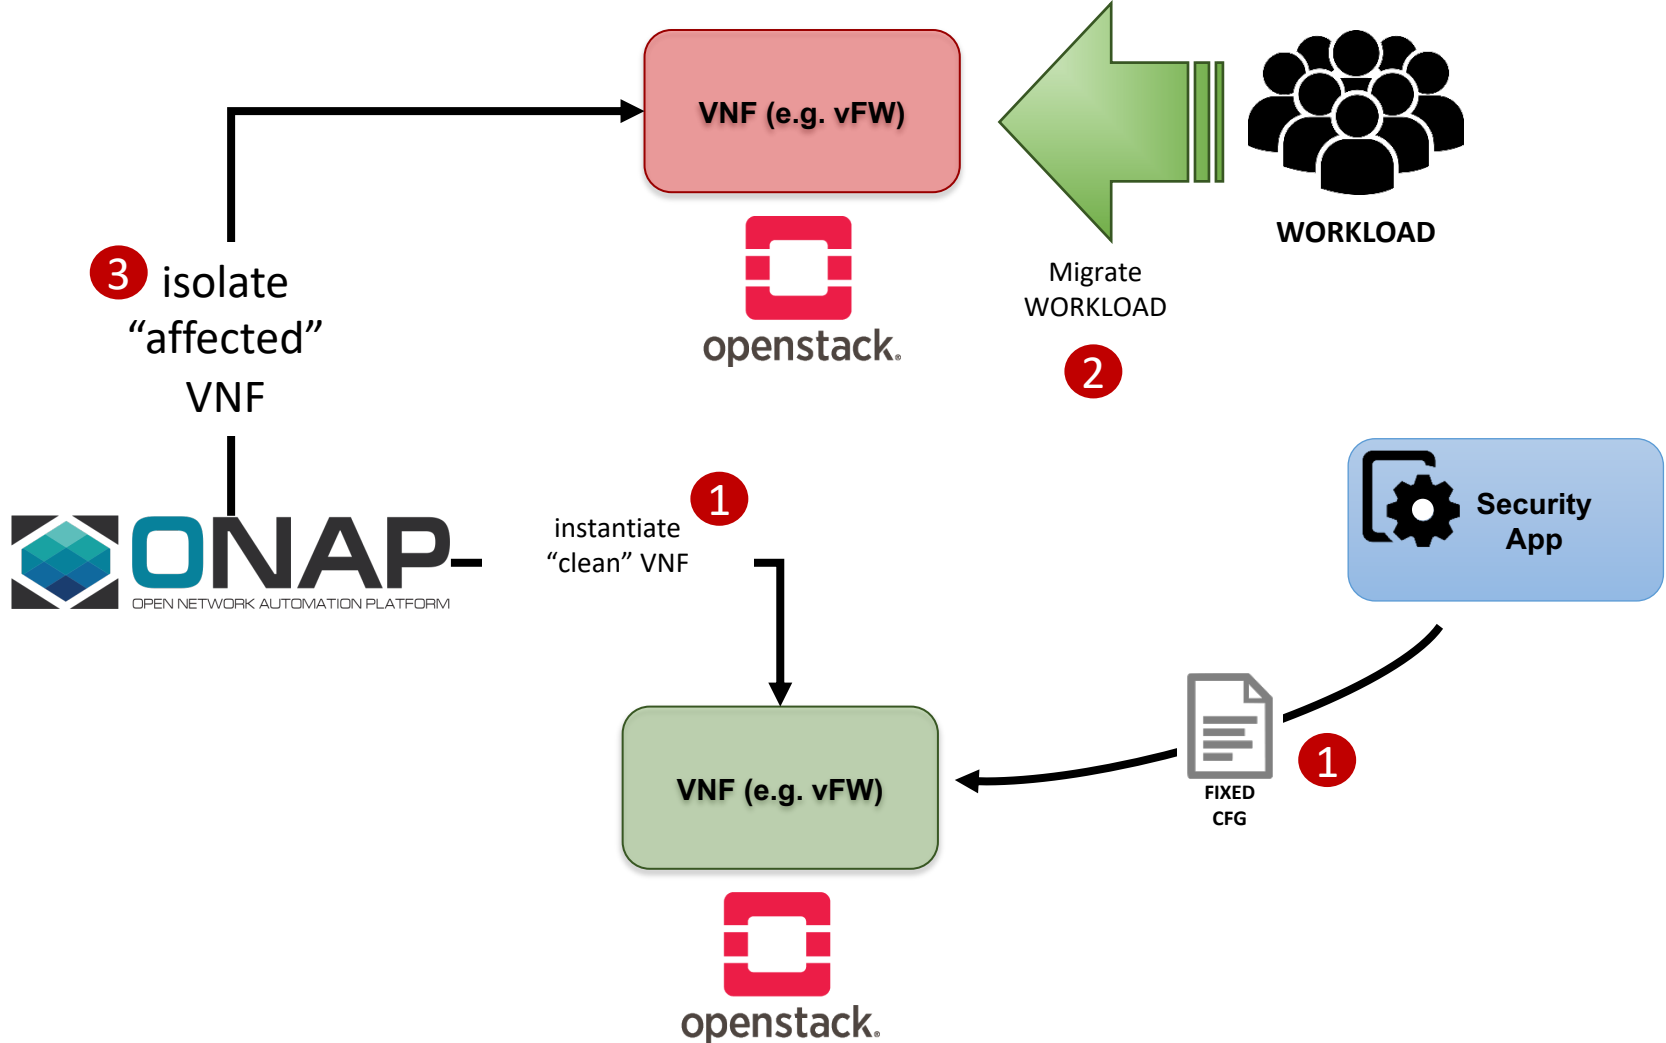 VNF (e.g. vFW)
WORKLOAD
openstack.
Migrate
WORKLOAD
2
3
isolate
“affected”
VNF
1
instantiate
“clean” VNF
ONAP
OPEN NETWORK AUTOMATION PLATFORM
Security
App
VNF (e.g. vFW)
1
FIXED
CFG
openstack.